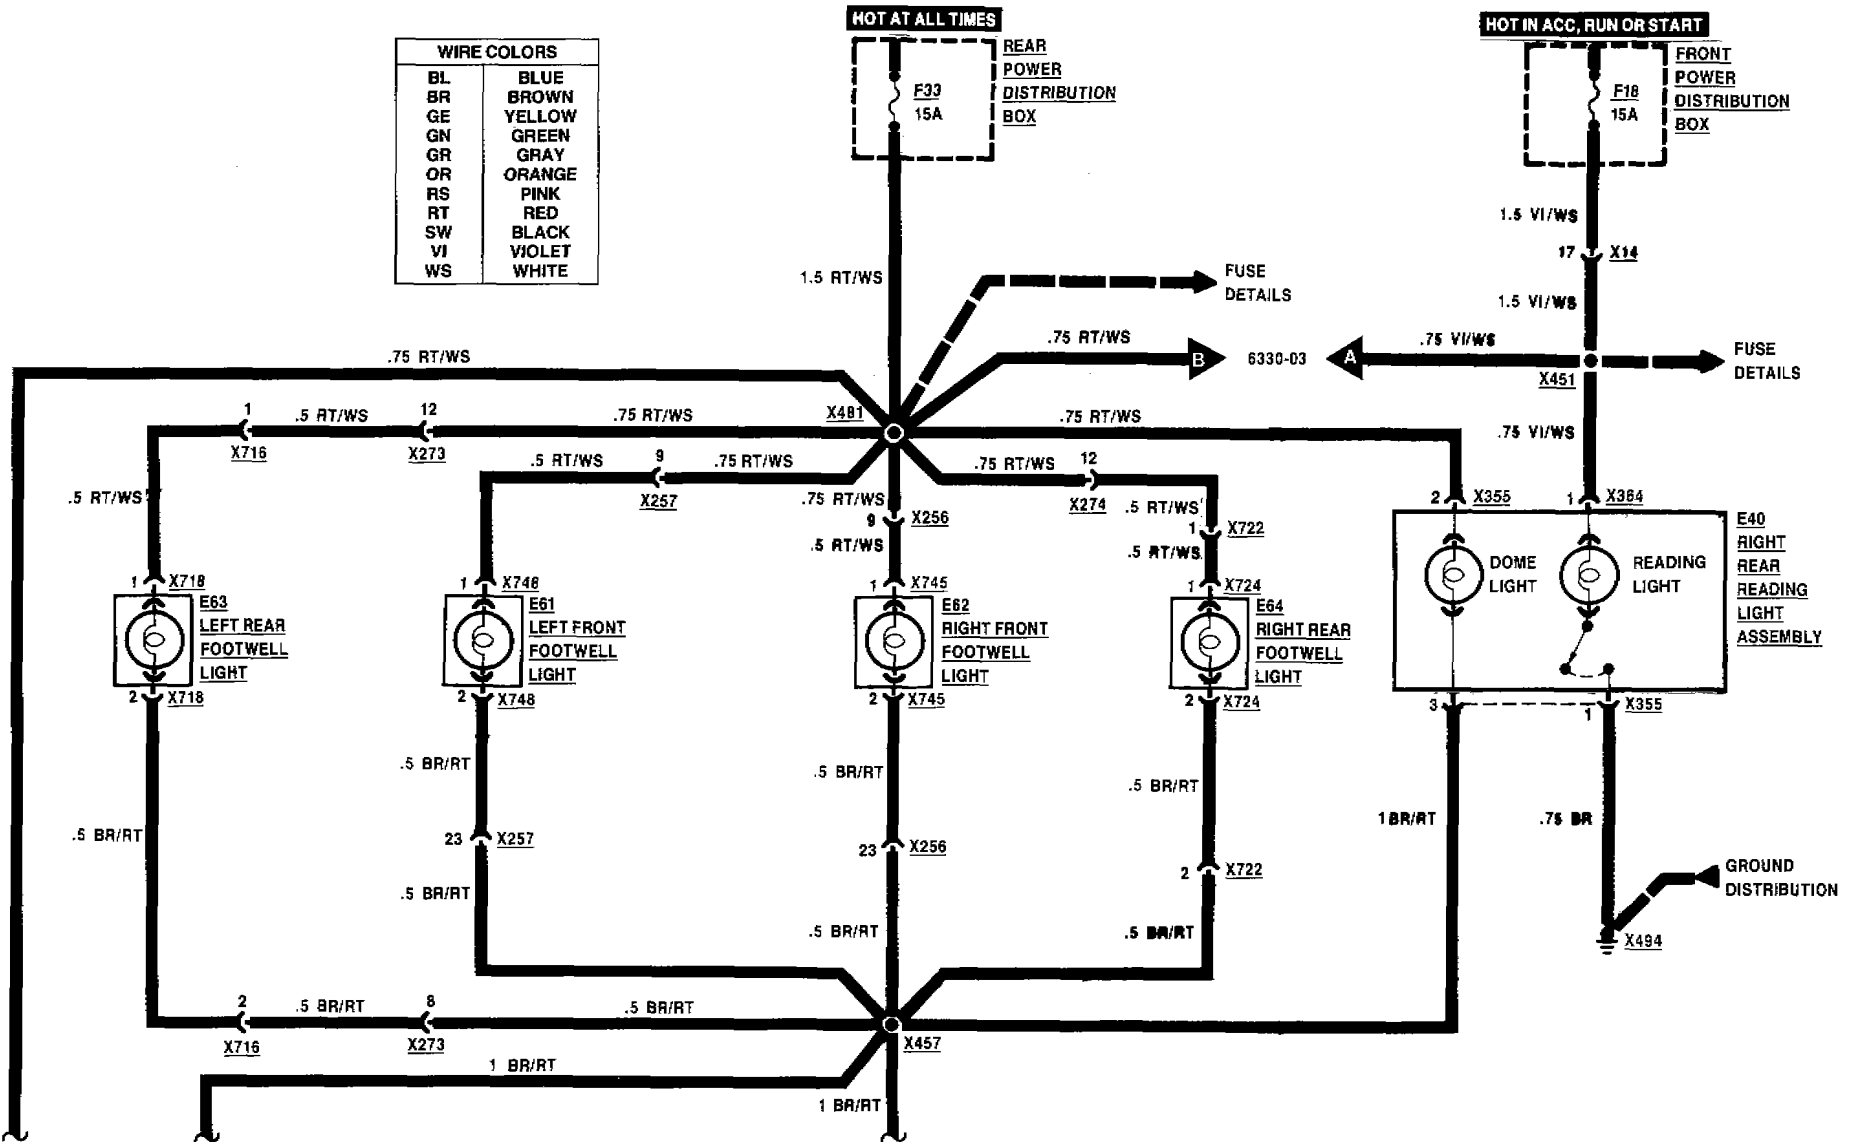 HOT AT ALL TIMES
HOT IN ACC, RUN OR START
WIRE COLORS
BL BLUE
BR BROWN
GE YELLOW
GN GREEN
GR GRAY
OR ORANGE
RS PINK
RT RED
SW BLACK
VI VIOLET
WS WHITE
F33
15A
REAR
POWER
DISTRIBUTION
BOX
F18
15A
FRONT
POWER
DISTRIBUTION
BOX
1.5 VI/WS
17 X14
1.5 RT/WS
FUSE
DETAILS
1.5 VI/WS
.75 RT/WS
.75 RT/WS
B 6330-03 A
.75 VI/WS
FUSE
DETAILS
X451
1 .5 RT/WS 12 .75 RT/WS X481 .75 RT/WS
.75 VI/WS
X716 X273
.5 RT/WS 9 .75 RT/WS
.75 RT/WS 12
X257
X274
.5 RT/WS
.75 RT/WS
.5 RT/WS
2 X355 1 X364
9 X256
1 X722
.5 RT/WS
.5 RT/WS
E40
RIGHT
REAR
READING
LIGHT
ASSEMBLY
DOME
LIGHT
READING
LIGHT
1 X718 1 X748 1 X745 1 X724
E63
LEFT REAR
FOOTWELL
LIGHT
E61
LEFT FRONT
FOOTWELL
LIGHT
E62
RIGHT FRONT
FOOTWELL
LIGHT
E64
RIGHT REAR
FOOTWELL
LIGHT
2 X718 2 X748 2 X745 2 X724 3 1 X355
.5 BR/RT .5 BR/RT .5 BR/RT
.5 BR/RT
1 BR/RT .75 BR
23 X257 23 X256 2 X722
.5 BR/RT
GROUND
DISTRIBUTION
.5 BR/RT .5 BR/RT
X494
2 .5 BR/RT 8 .5 BR/RT
X716 X273 X457
1 BR/RT
1 BR/RT